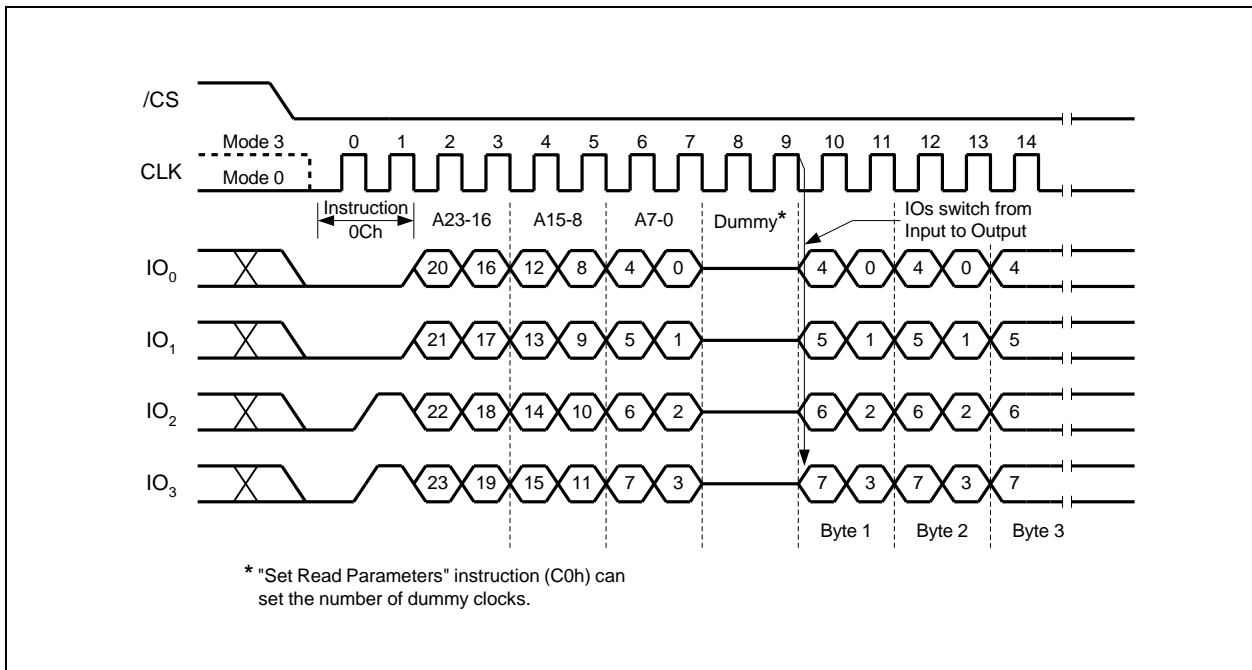 /CS
Mode 3 0 1 2 3 4 5 6 7 8 9 10 11 12 13 14
CLK
Mode 0
Instruction
0Ch
A23-16 A15-8 A7-0 Dummy*
IOs switch from
Input to Output
IO0 20 16 12 8 4 0 4 0 4 0 4
IO1 21 17 13 9 5 1 5 1 5 1 5
IO2 22 18 14 10 6 2 6 2 6 2 6
IO3 23 19 15 11 7 3 7 3 7 3 7
Byte 1 Byte 2 Byte 3
* "Set Read Parameters" instruction (C0h) can
set the number of dummy clocks.